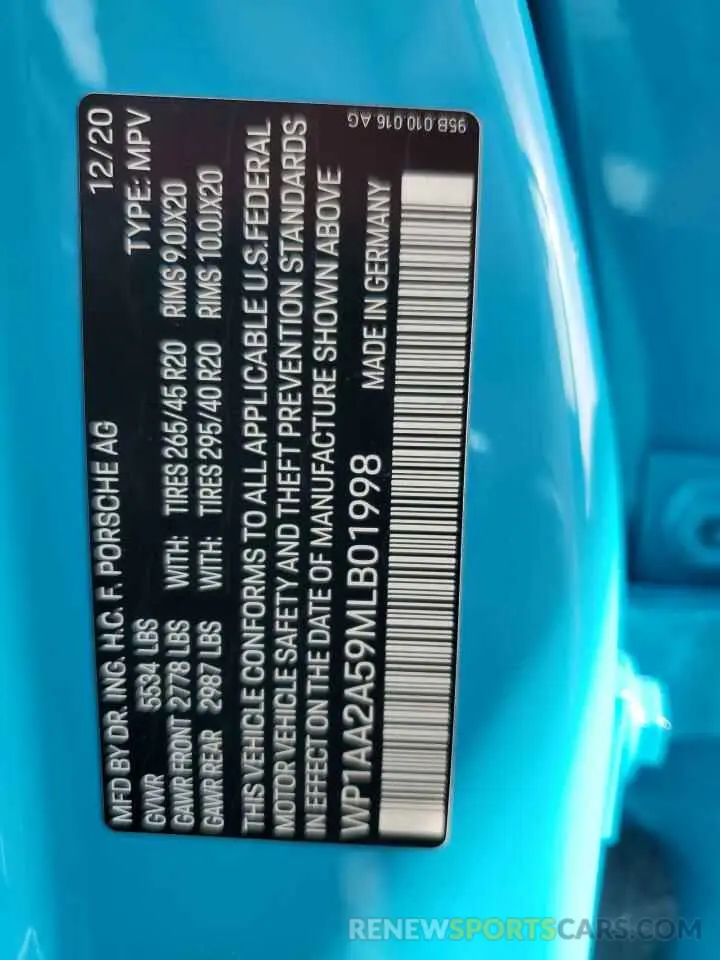 MFD BY DR. ING. H.C. F. PORSCHE AG 12/20
GVWR 5534 LBS TYPE: MPV
GAWR FRONT 2778 LBS WITH: TIRES 265/45 R20 RIMS 9.0JX20
GAWR REAR 2987 LBS WITH: TIRES 295/40 R20 RIMS 10.0JX20
THIS VEHICLE CONFORMS TO ALL APPLICABLE U.S.FEDERAL
MOTOR VEHICLE SAFETY AND THEFT PREVENTION STANDARDS
IN EFFECT ON THE DATE OF MANUFACTURE SHOWN ABOVE
WP1AA2A59MLB01998 MADE IN GERMANY
95B.010.016.AG
RENEWSPORTSCARS.COM